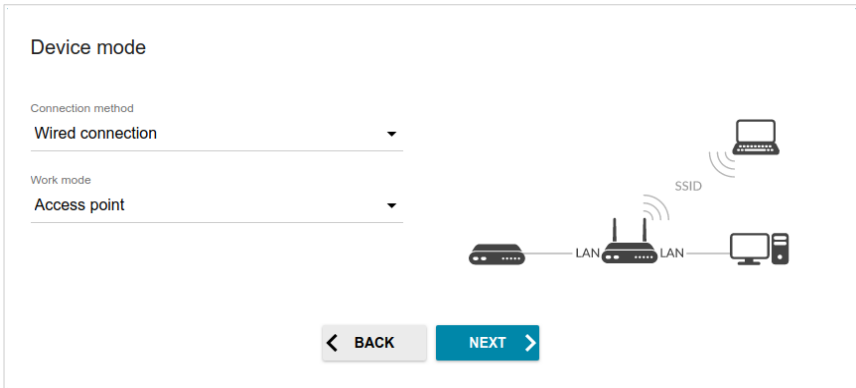 Device mode
Connection method
Wired connection
Work mode
Access point
SSID
LAN LAN
BACK
NEXT